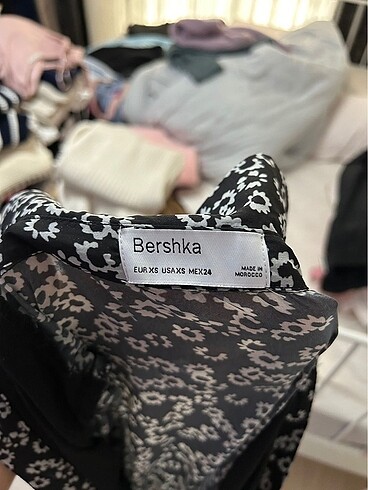 Bershka
EUR XS USA XS MEX 24
MADE IN
MOROCCO